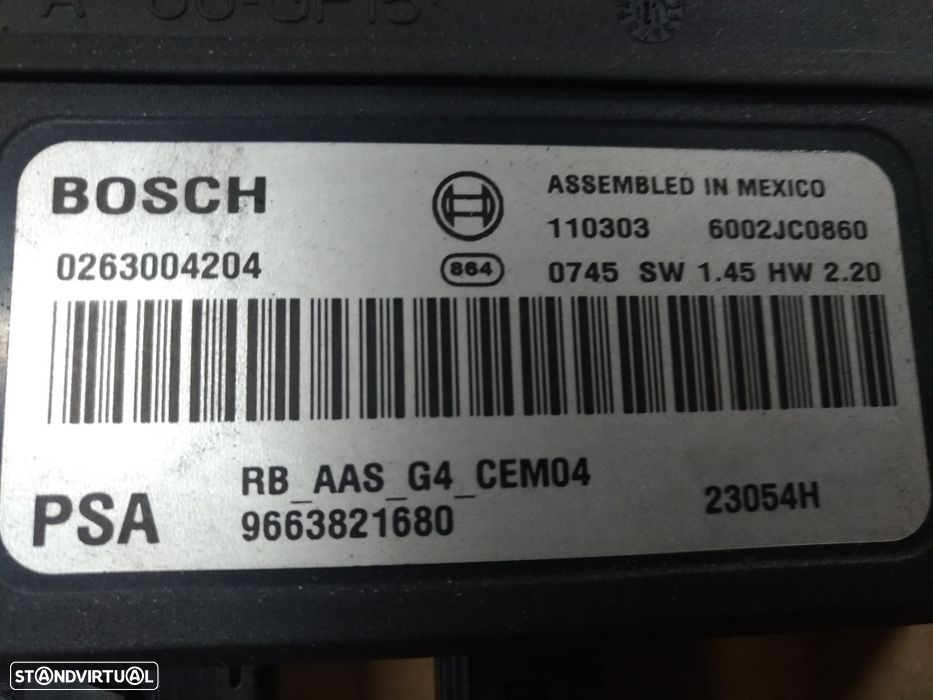 BOSCH
ASSEMBLED IN MEXICO
110303 6002JC0860
0263004204
864
0745 SW 1.45 HW 2.20
RB_AAS_G4_CEM04
PSA
9663821680
23054H
STANDVIRTUAL